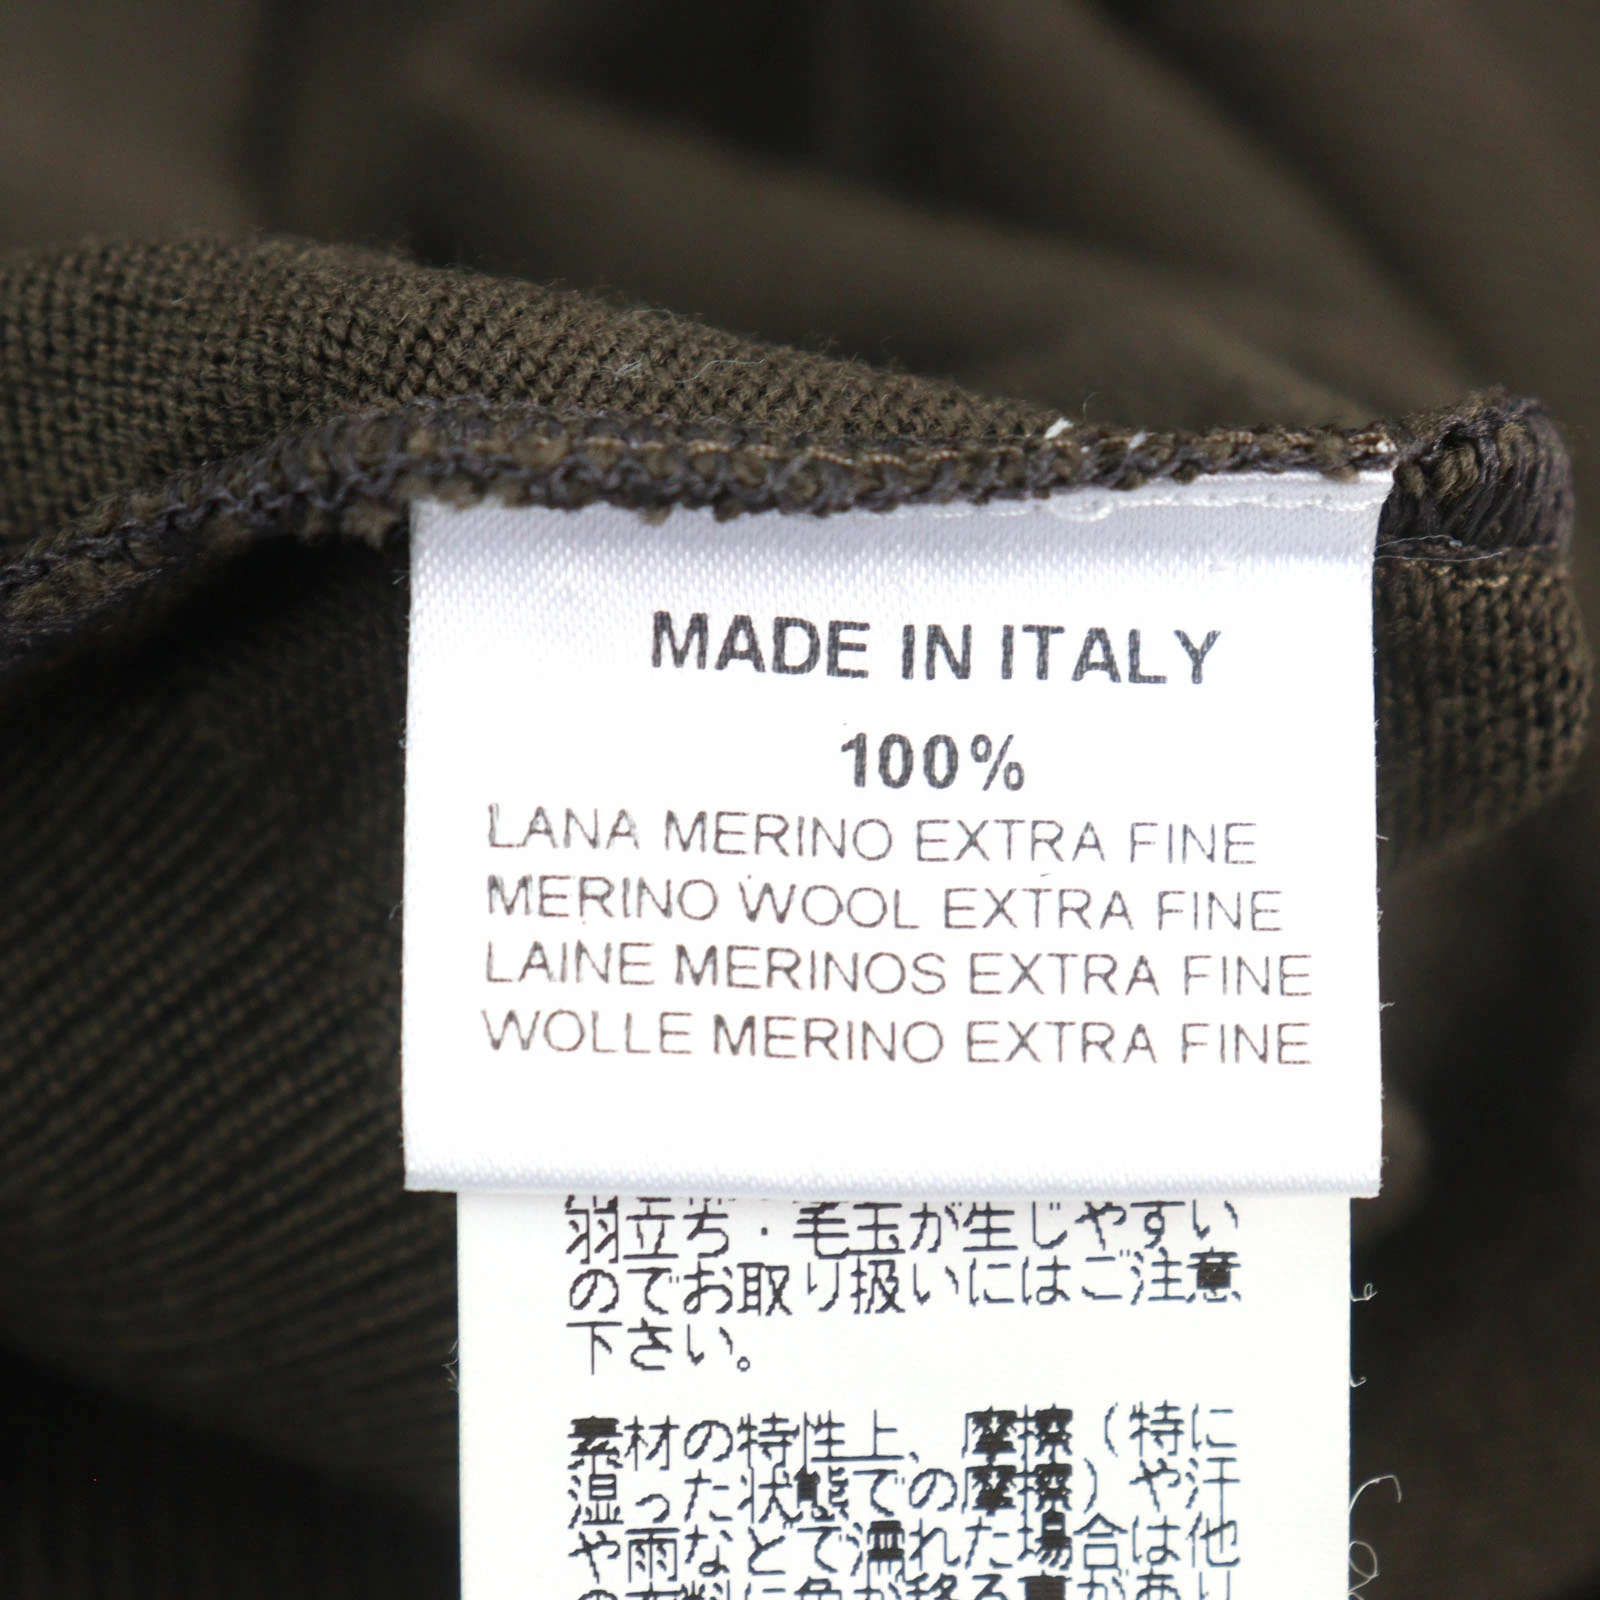 MADE IN ITALY
100%
LANA MERINO EXTRA FINE
MERINO WOOL EXTRA FINE
LAINE MERINOS EXTRA FINE
WOLLE MERINO EXTRA FINE
羽立ち・毛玉が生じやすい
のでお取り扱いにはご注意
下さい。
素材の特性上、摩擦(特に
湿った状態での摩擦)や汗
や雨などで濡れた場合は他